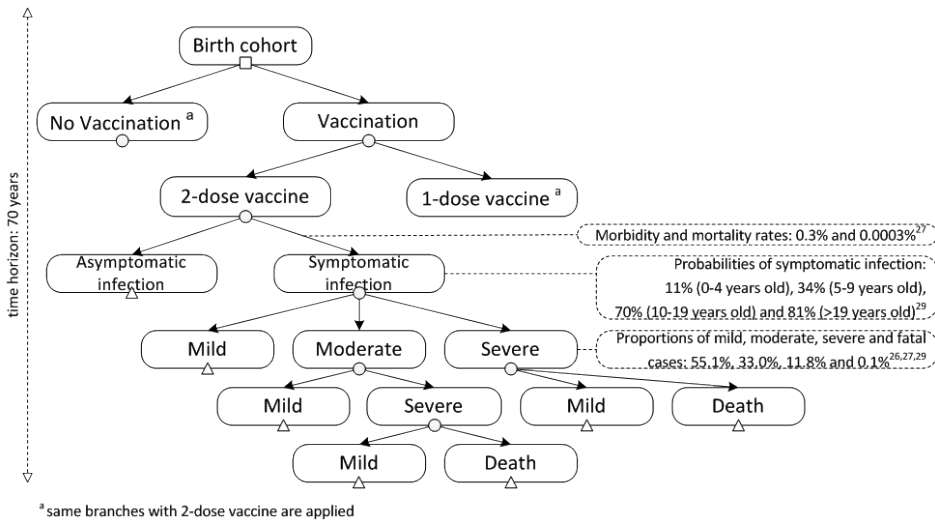 Birth cohort
No Vaccination a
Vaccination
2-dose vaccine
1-dose vaccine a
Morbidity and mortality rates: 0.3% and 0.0003%27
Asymptomatic
infection
Symptomatic
infection
Probabilities of symptomatic infection:
11% (0-4 years old), 34% (5-9 years old),
70% (10-19 years old) and 81% (>19 years old)29
Mild
Moderate
Severe
Proportions of mild, moderate, severe and fatal
cases: 55.1%, 33.0%, 11.8% and 0.1%26,27,29
Mild
Severe
Mild
Death
Mild
Death
time horizon: 70 years
a same branches with 2-dose vaccine are applied